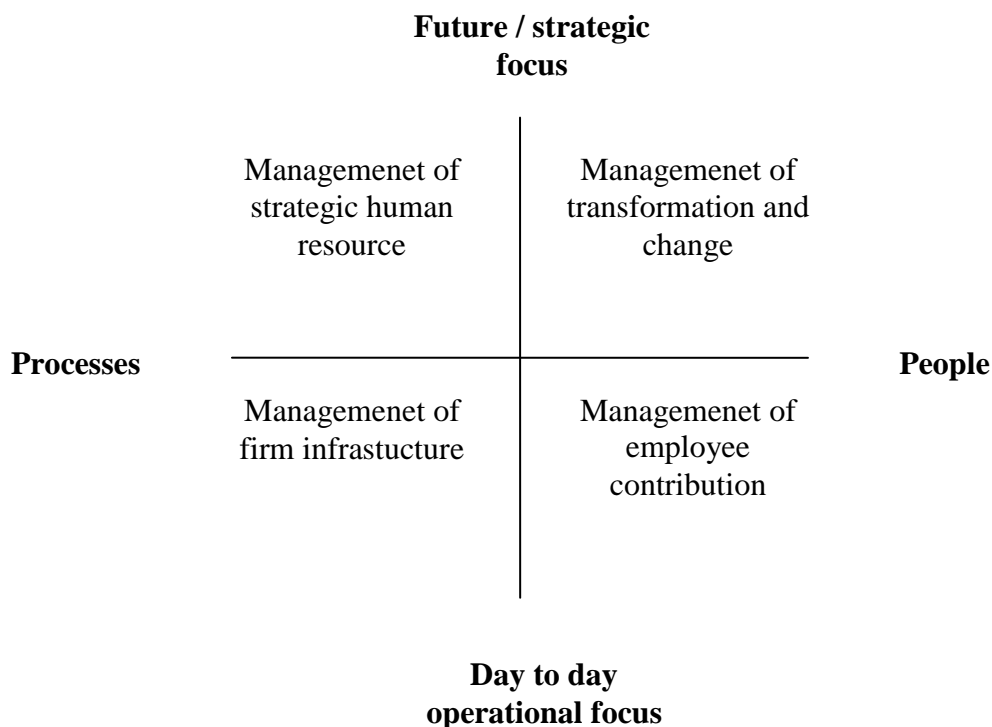 Future / strategic
focus
Managemenet of
strategic human
resource
Managemenet of
transformation and
change
Processes
People
Managemenet of
firm infrastucture
Managemenet of
employee
contribution
Day to day
operational focus